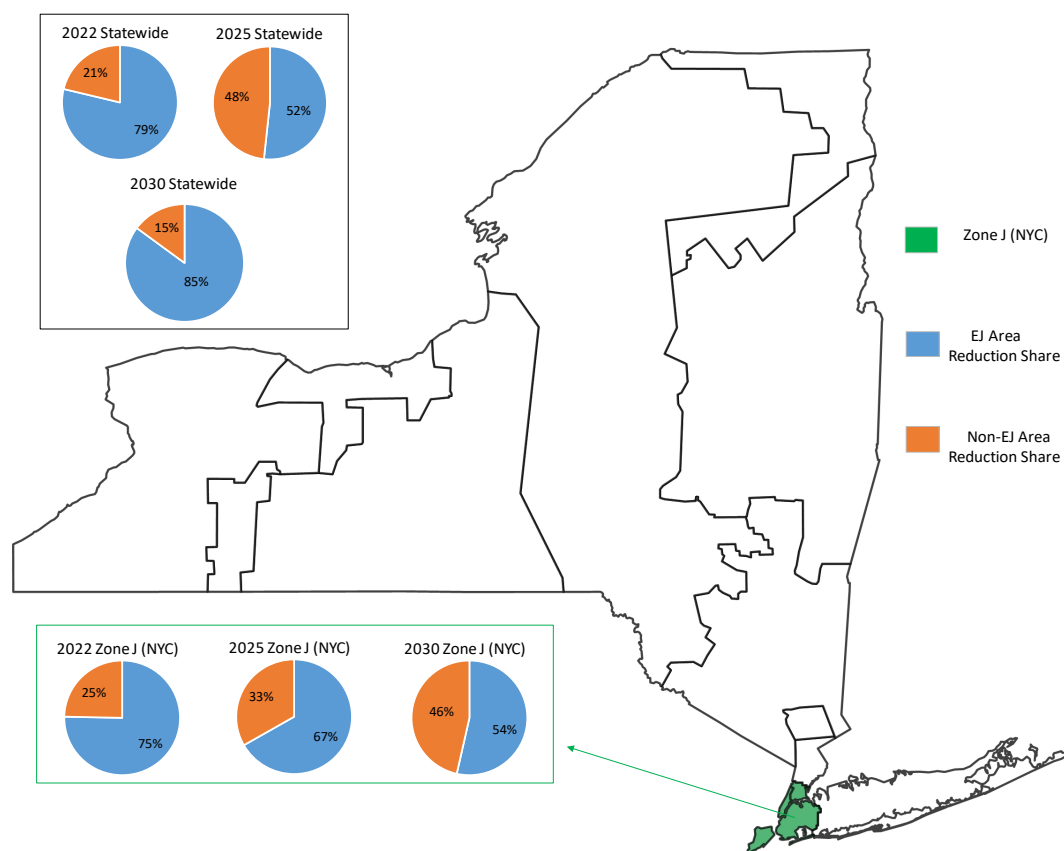 2022 Statewide
21%
79%
2025 Statewide
48%
52%
2030 Statewide
15%
85%
Zone J (NYC)
EJ Area
Reduction Share
Non-EJ Area
Reduction Share
2022 Zone J (NYC)
25%
75%
2025 Zone J (NYC)
33%
67%
2030 Zone J (NYC)
46%
54%